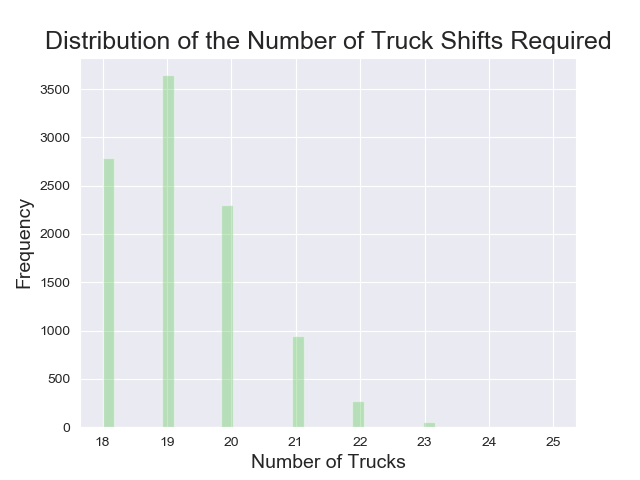 Distribution of the Number of Truck Shifts Required
3500
3000
2500
2000
1500
1000
500
0
Frequency
18 19 20 21 22 23 24 25
Number of Trucks